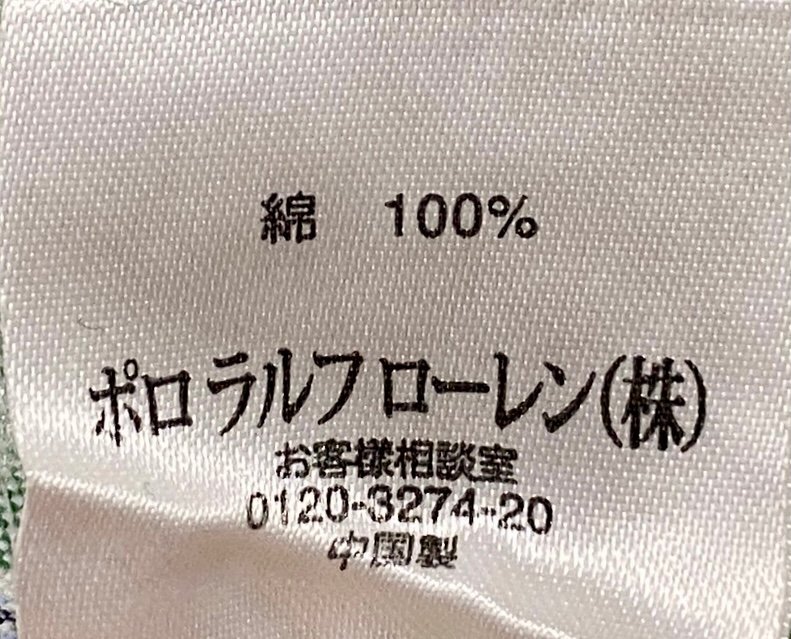 綿　100%
ポロ ラルフ ローレン(株)
お客様相談室
0120-3274-20
中国製